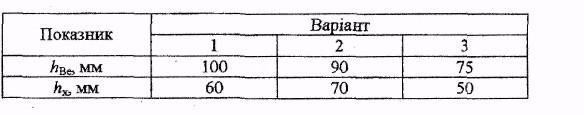 Показник Варіант
1 2 3
hВе, мм 100 90 75
hх, мм 60 70 50